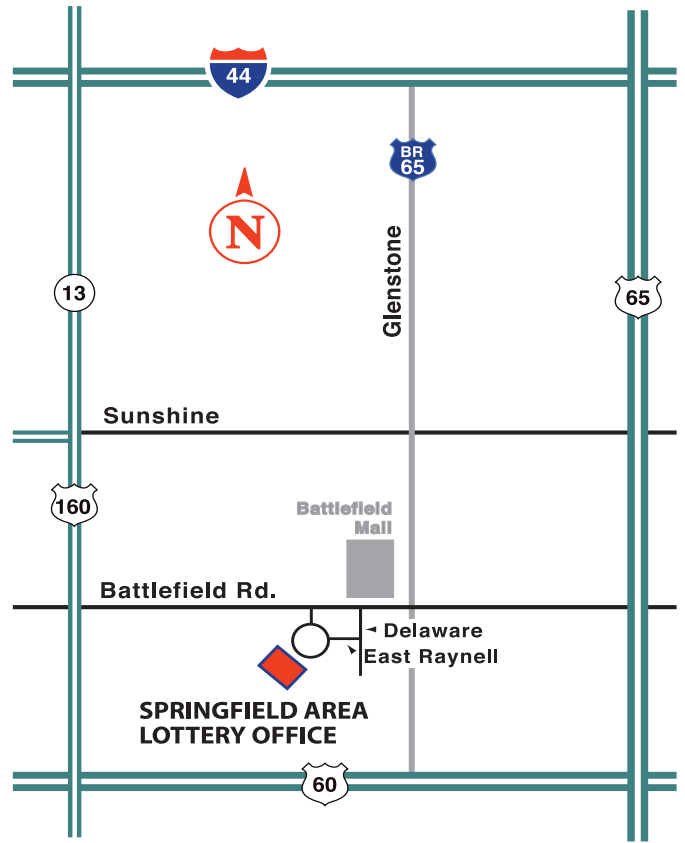 44
BR
65
N
Glenstone
13
65
Sunshine
160
Battlefield
Mall
Battlefield Rd.
Delaware
East Raynell
SPRINGFIELD AREA
LOTTERY OFFICE
60